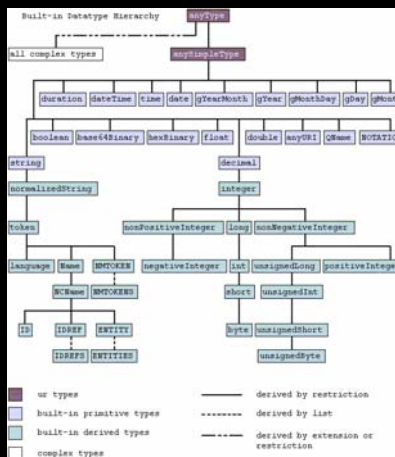 Built-in Datatype Hierarchy
anyType
all complex types
anySimpleType
duration dateTime time date gYearMonth gYear gMonthDay gDay gMont
boolean base64Binary hexBinary float double anyURI QName NOTATIO
string decimal
normalizedString integer
token nonPositiveInteger long nonNegativeInteger
language Name NMTOKEN negativeInteger int unsignedLong positiveIntege
NCName NMTOKENS short unsignedInt
ID IDREF ENTITY byte unsignedShort
IDREFS ENTITIES unsignedByte
ur types derived by restriction
built-in primitive types derived by list
built-in derived types derived by extension or
restriction
complex types